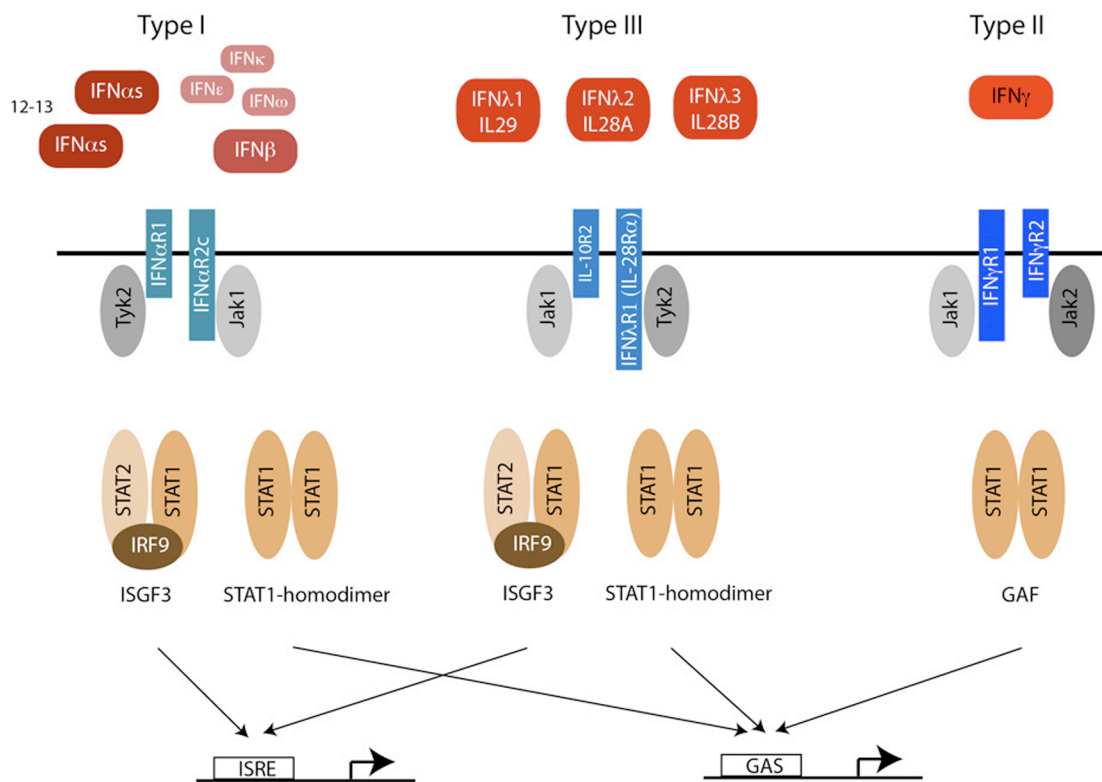 Type I
Type III
Type II
12-13
IFNαs
IFNαs
IFNκ
IFNε
IFNω
IFNβ
IFNλ1
IL29
IFNλ2
IL28A
IFNλ3
IL28B
IFNγ
IFNαR1
IFNαR2c
Tyk2
Jak1
IL-10R2
IFNλR1 (IL-28Rα)
Jak1
Tyk2
IFNγR1
IFNγR2
Jak1
Jak2
STAT2
STAT1
IRF9
STAT1
STAT1
STAT2
STAT1
IRF9
STAT1
STAT1
STAT1
STAT1
ISGF3
STAT1-homodimer
ISGF3
STAT1-homodimer
GAF
ISRE
GAS